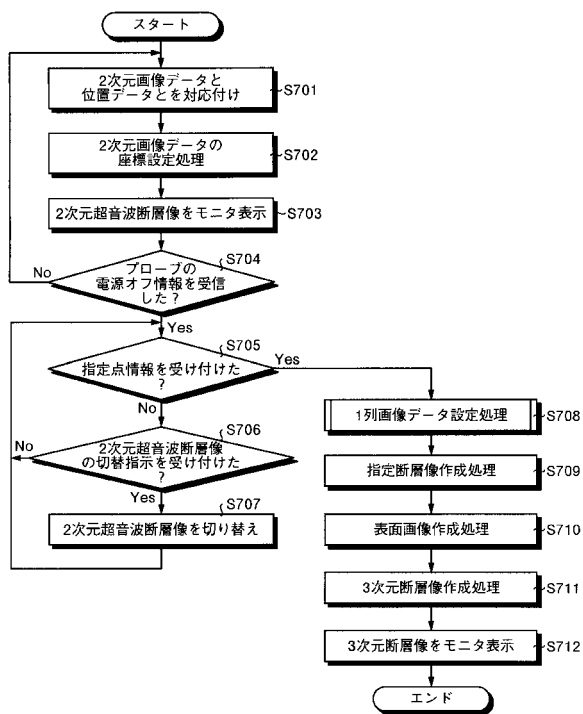 スタート
2次元画像データと
位置データとを対応付け
S701
2次元画像データの
座標設定処理
S702
2次元超音波断層像をモニタ表示
S703
S704
プローブの
電源オフ情報を受信
した?
No
Yes
S705
指定点情報を受け付けた
?
Yes
No
S706
2次元超音波断層像
の切替指示を受け付けた
?
No
Yes
S707
2次元超音波断層像を切り替え
1列画像データ設定処理
S708
指定断層像作成処理
S709
表面画像作成処理
S710
3次元断層像作成処理
S711
3次元断層像をモニタ表示
S712
エンド